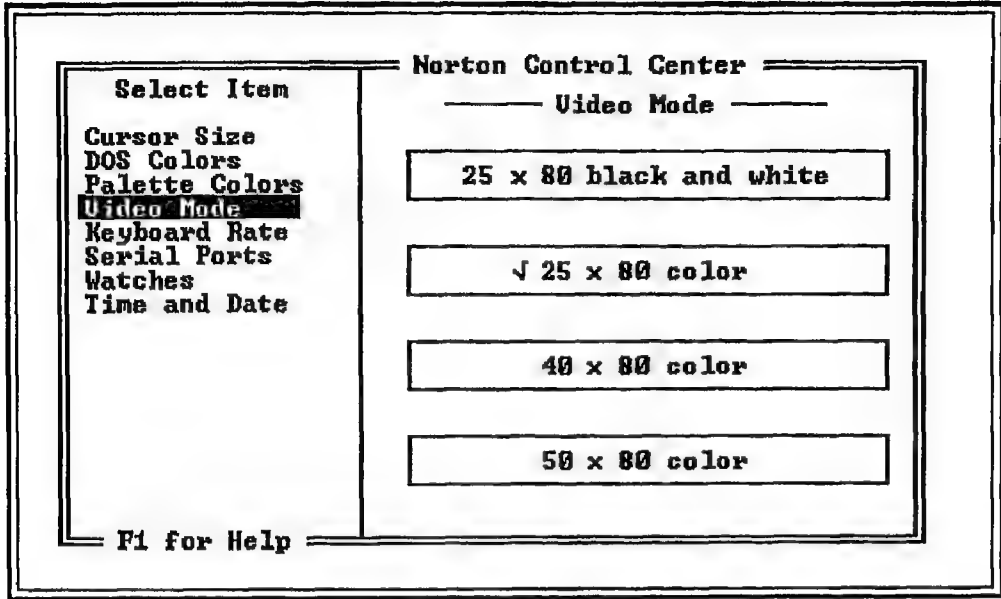 Norton Control Center
Select Item
Cursor Size
DOS Colors
Palette Colors
Video Mode
Keyboard Rate
Serial Ports
Watches
Time and Date
F1 for Help
Video Mode
25 x 80 black and white
√ 25 x 80 color
40 x 80 color
50 x 80 color